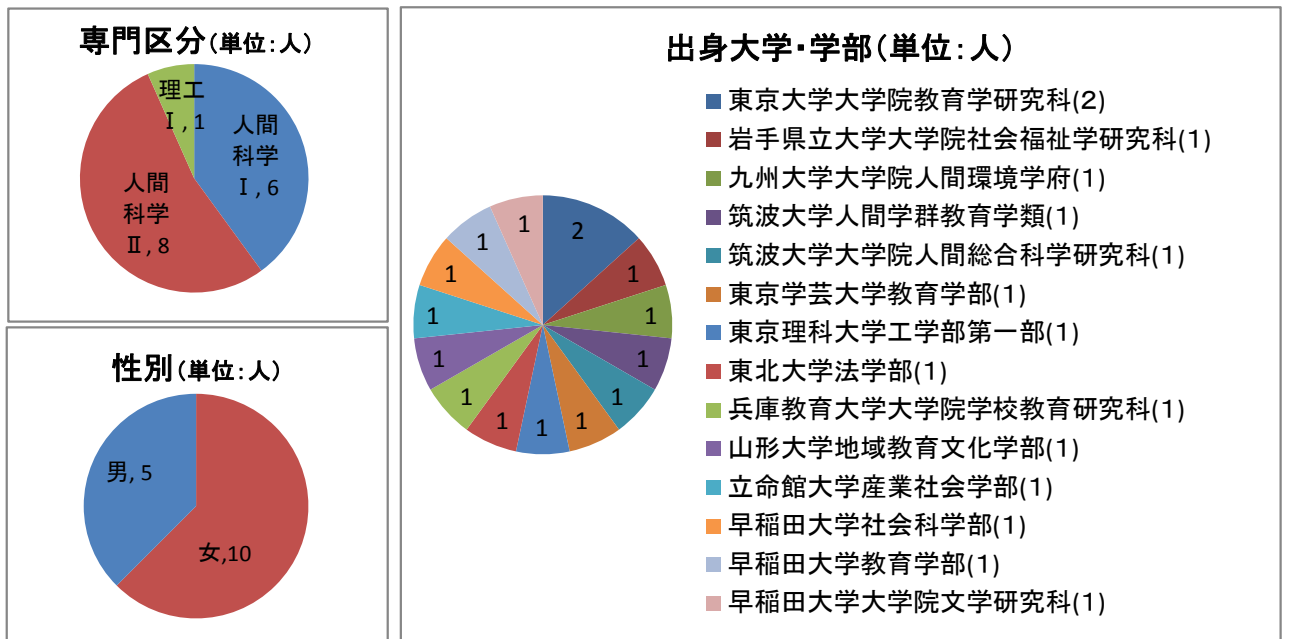 専門区分(単位:人)
理工
Ⅰ, 1
人間
科学
Ⅰ, 6
人間
科学
Ⅱ, 8
性別(単位:人)
男, 5
女,10
出身大学・学部(単位:人)
2
1
1
1
1
1
1
1
1
1
1
1
1
1
東京大学大学院教育学研究科(2)
岩手県立大学大学院社会福祉学研究科(1)
九州大学大学院人間環境学府(1)
筑波大学人間学群教育学類(1)
筑波大学大学院人間総合科学研究科(1)
東京学芸大学教育学部(1)
東京理科大学工学部第一部(1)
東北大学法学部(1)
兵庫教育大学大学院学校教育研究科(1)
山形大学地域教育文化学部(1)
立命館大学産業社会学部(1)
早稲田大学社会科学部(1)
早稲田大学教育学部(1)
早稲田大学大学院文学研究科(1)